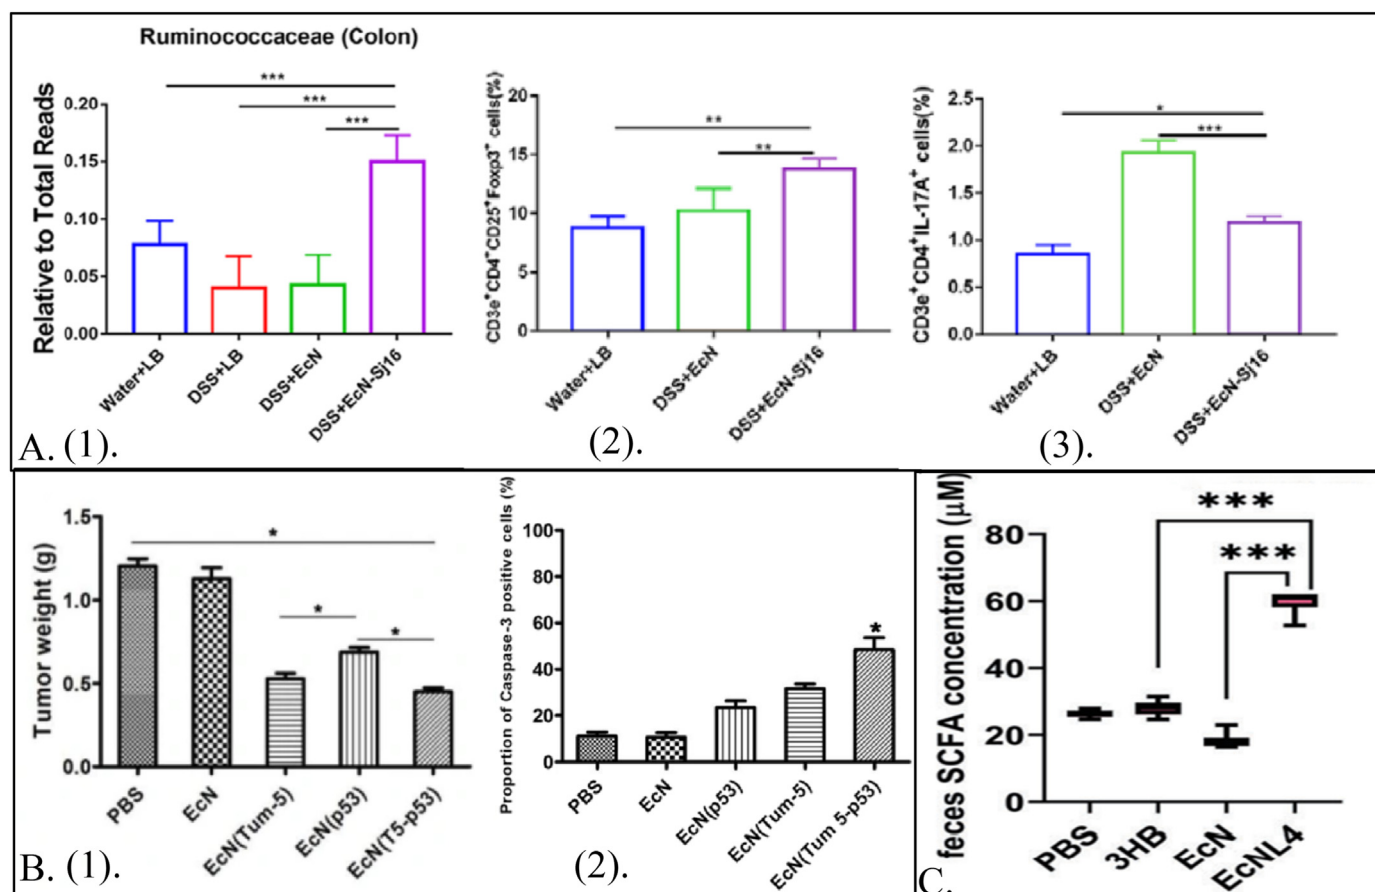 Ruminococcaceae (Colon)
Relative to Total Reads
0.20
0.15
0.10
0.05
0.00
***
***
***
Water+LB
DSS+LB
DSS+EcN
DSS+EcN-Sj16
A. (1).
CD3e⁺CD4⁺CD25⁺Foxp3⁺ cells(%)
20
15
10
5
0
**
**
Water+LB
DSS+EcN
DSS+EcN-Sj16
(2).
CD3e⁺CD4⁺IL-17A⁺ cells(%)
2.5
2.0
1.5
1.0
0.5
0.0
*
***
Water+LB
DSS+EcN
DSS+EcN-Sj16
(3).
Tumor weight (g)
1.5
1.0
0.5
0.0
*
*
*
PBS
EcN
EcN(Tum-5)
EcN(p53)
EcN(T5-p53)
B. (1).
Proportion of Caspase-3 positive cells (%)
100
80
60
40
20
0
*
PBS
EcN
EcN(p53)
EcN(Tum-5)
EcN(Tum 5-p53)
(2).
feces SCFA concentration (μM)
80
60
40
20
0
***
***
PBS
3HB
EcN
EcNL4
C.